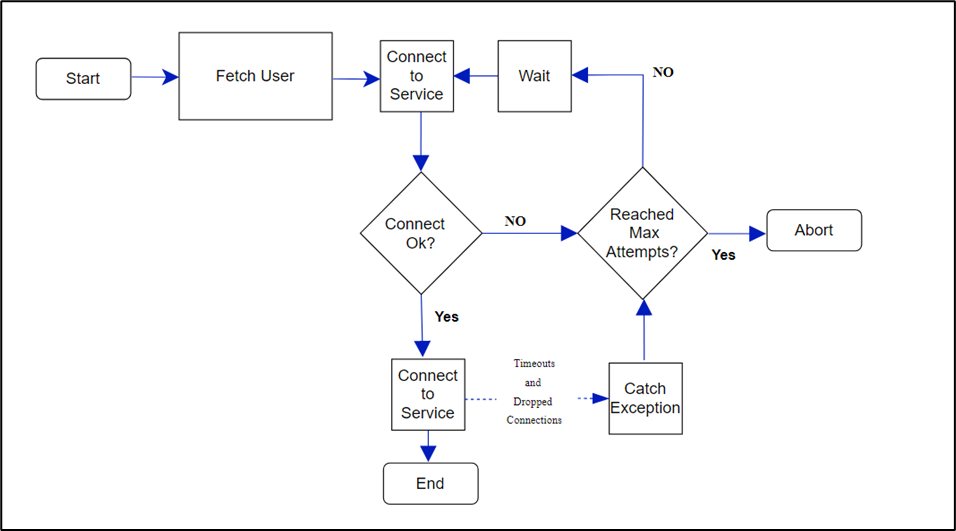 Start
Fetch User
Connect
to
Service
Wait
NO
Connect
Ok?
NO
Reached
Max
Attempts?
Yes
Abort
Yes
Connect
to
Service
Timeouts
and
Dropped
Connections
Catch
Exception
End